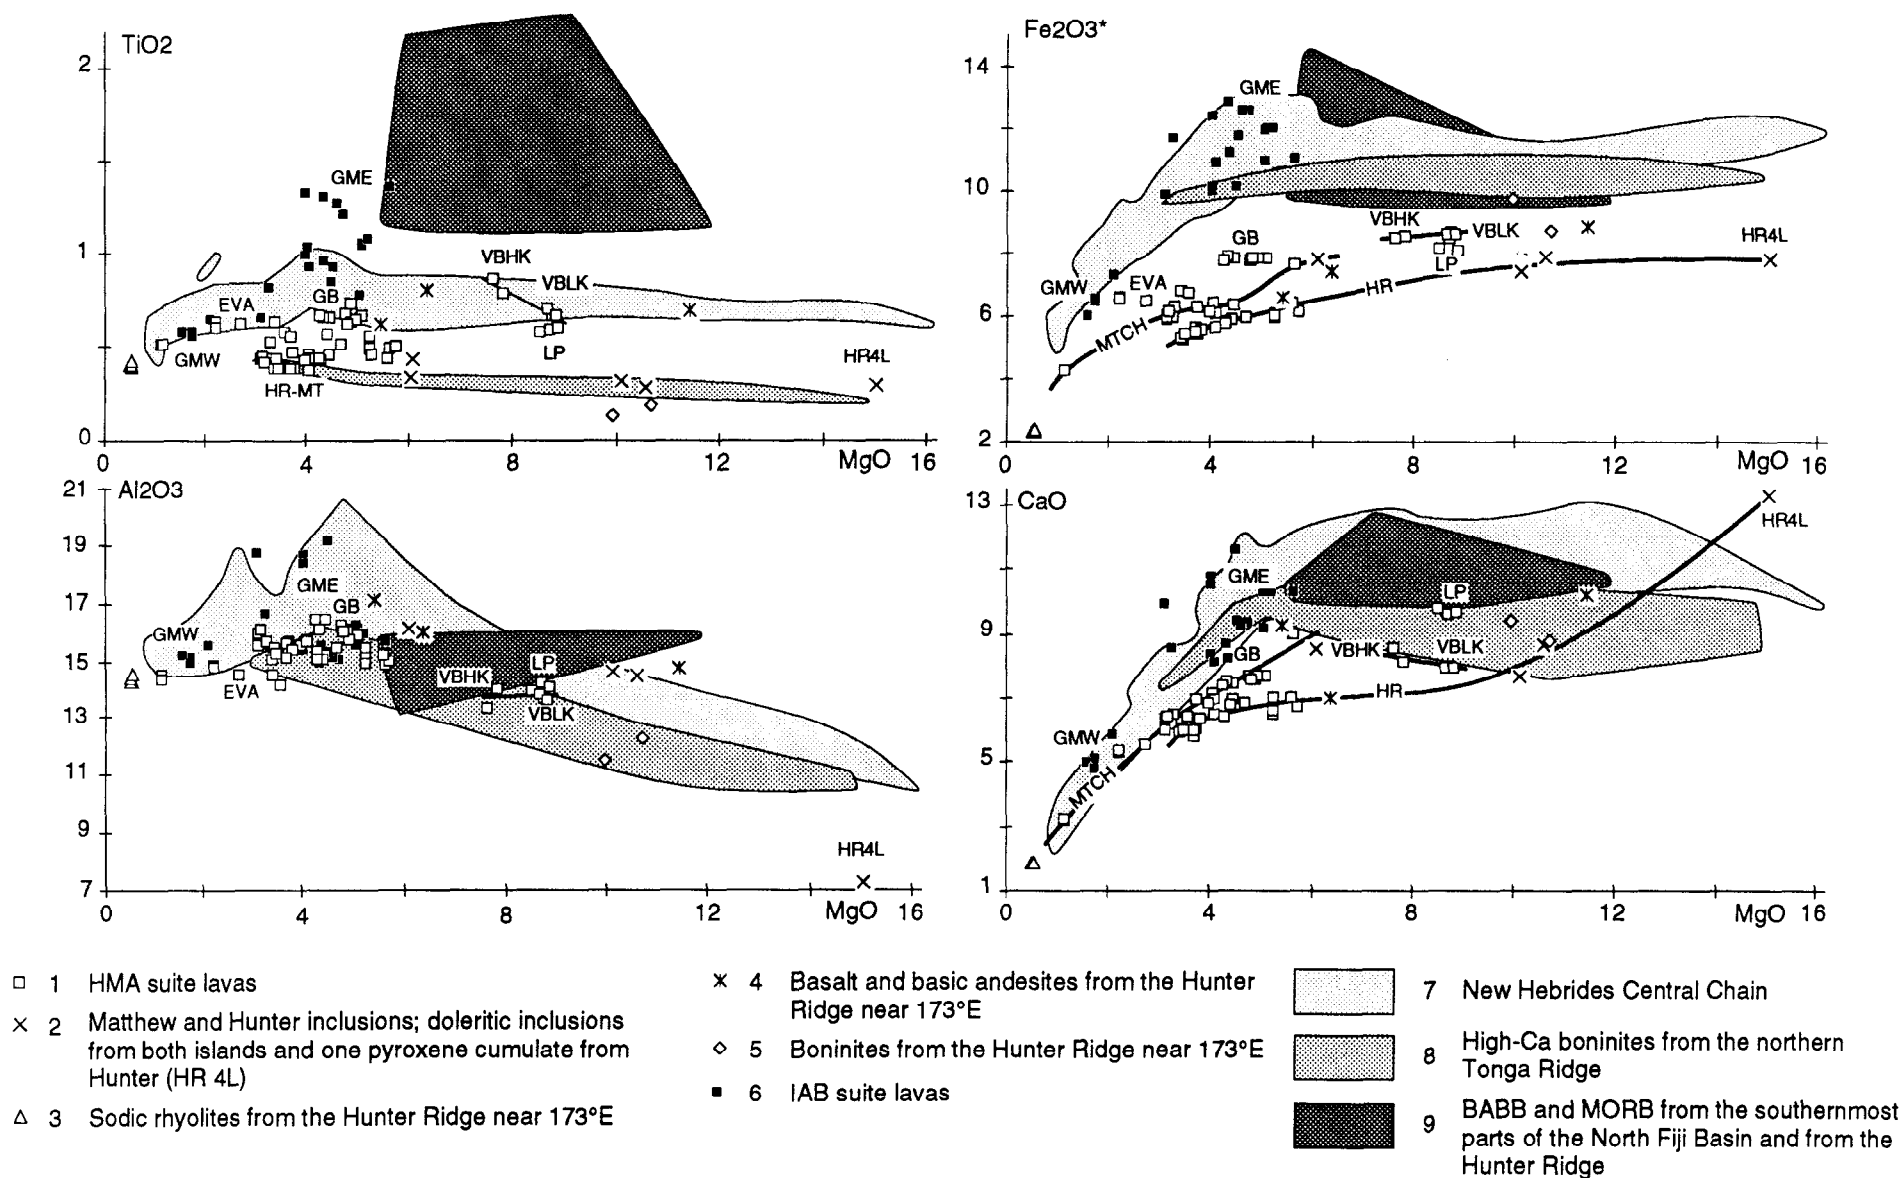 TiO2
2
1
0
GME
VBHK
VBLK
EVA
GB
GMW
LP
HR-MT
HR4L
0 4 8 12 MgO 16
Fe2O3*
14
10
6
2
GME
VBHK
VBLK
GB
LP
HR4L
GMW
EVA
HR
MTCH
0 4 8 12 MgO 16
Al2O3
21
19
17
15
13
11
9
7
GME
GB
GMW
EVA
VBHK
LP
VBLK
HR4L
0 4 8 12 MgO 16
CaO
13
9
5
1
HR4L
GME
LP
GB
VBHK
VBLK
HR
GMW
MTCH
0 4 8 12 MgO 16
1 HMA suite lavas
2 Matthew and Hunter inclusions; doleritic inclusions
from both islands and one pyroxene cumulate from
Hunter (HR 4L)
3 Sodic rhyolites from the Hunter Ridge near 173°E
4 Basalt and basic andesites from the Hunter
Ridge near 173°E
5 Boninites from the Hunter Ridge near 173°E
6 IAB suite lavas
7 New Hebrides Central Chain
8 High-Ca boninites from the northern
Tonga Ridge
9 BABB and MORB from the southernmost
parts of the North Fiji Basin and from the
Hunter Ridge